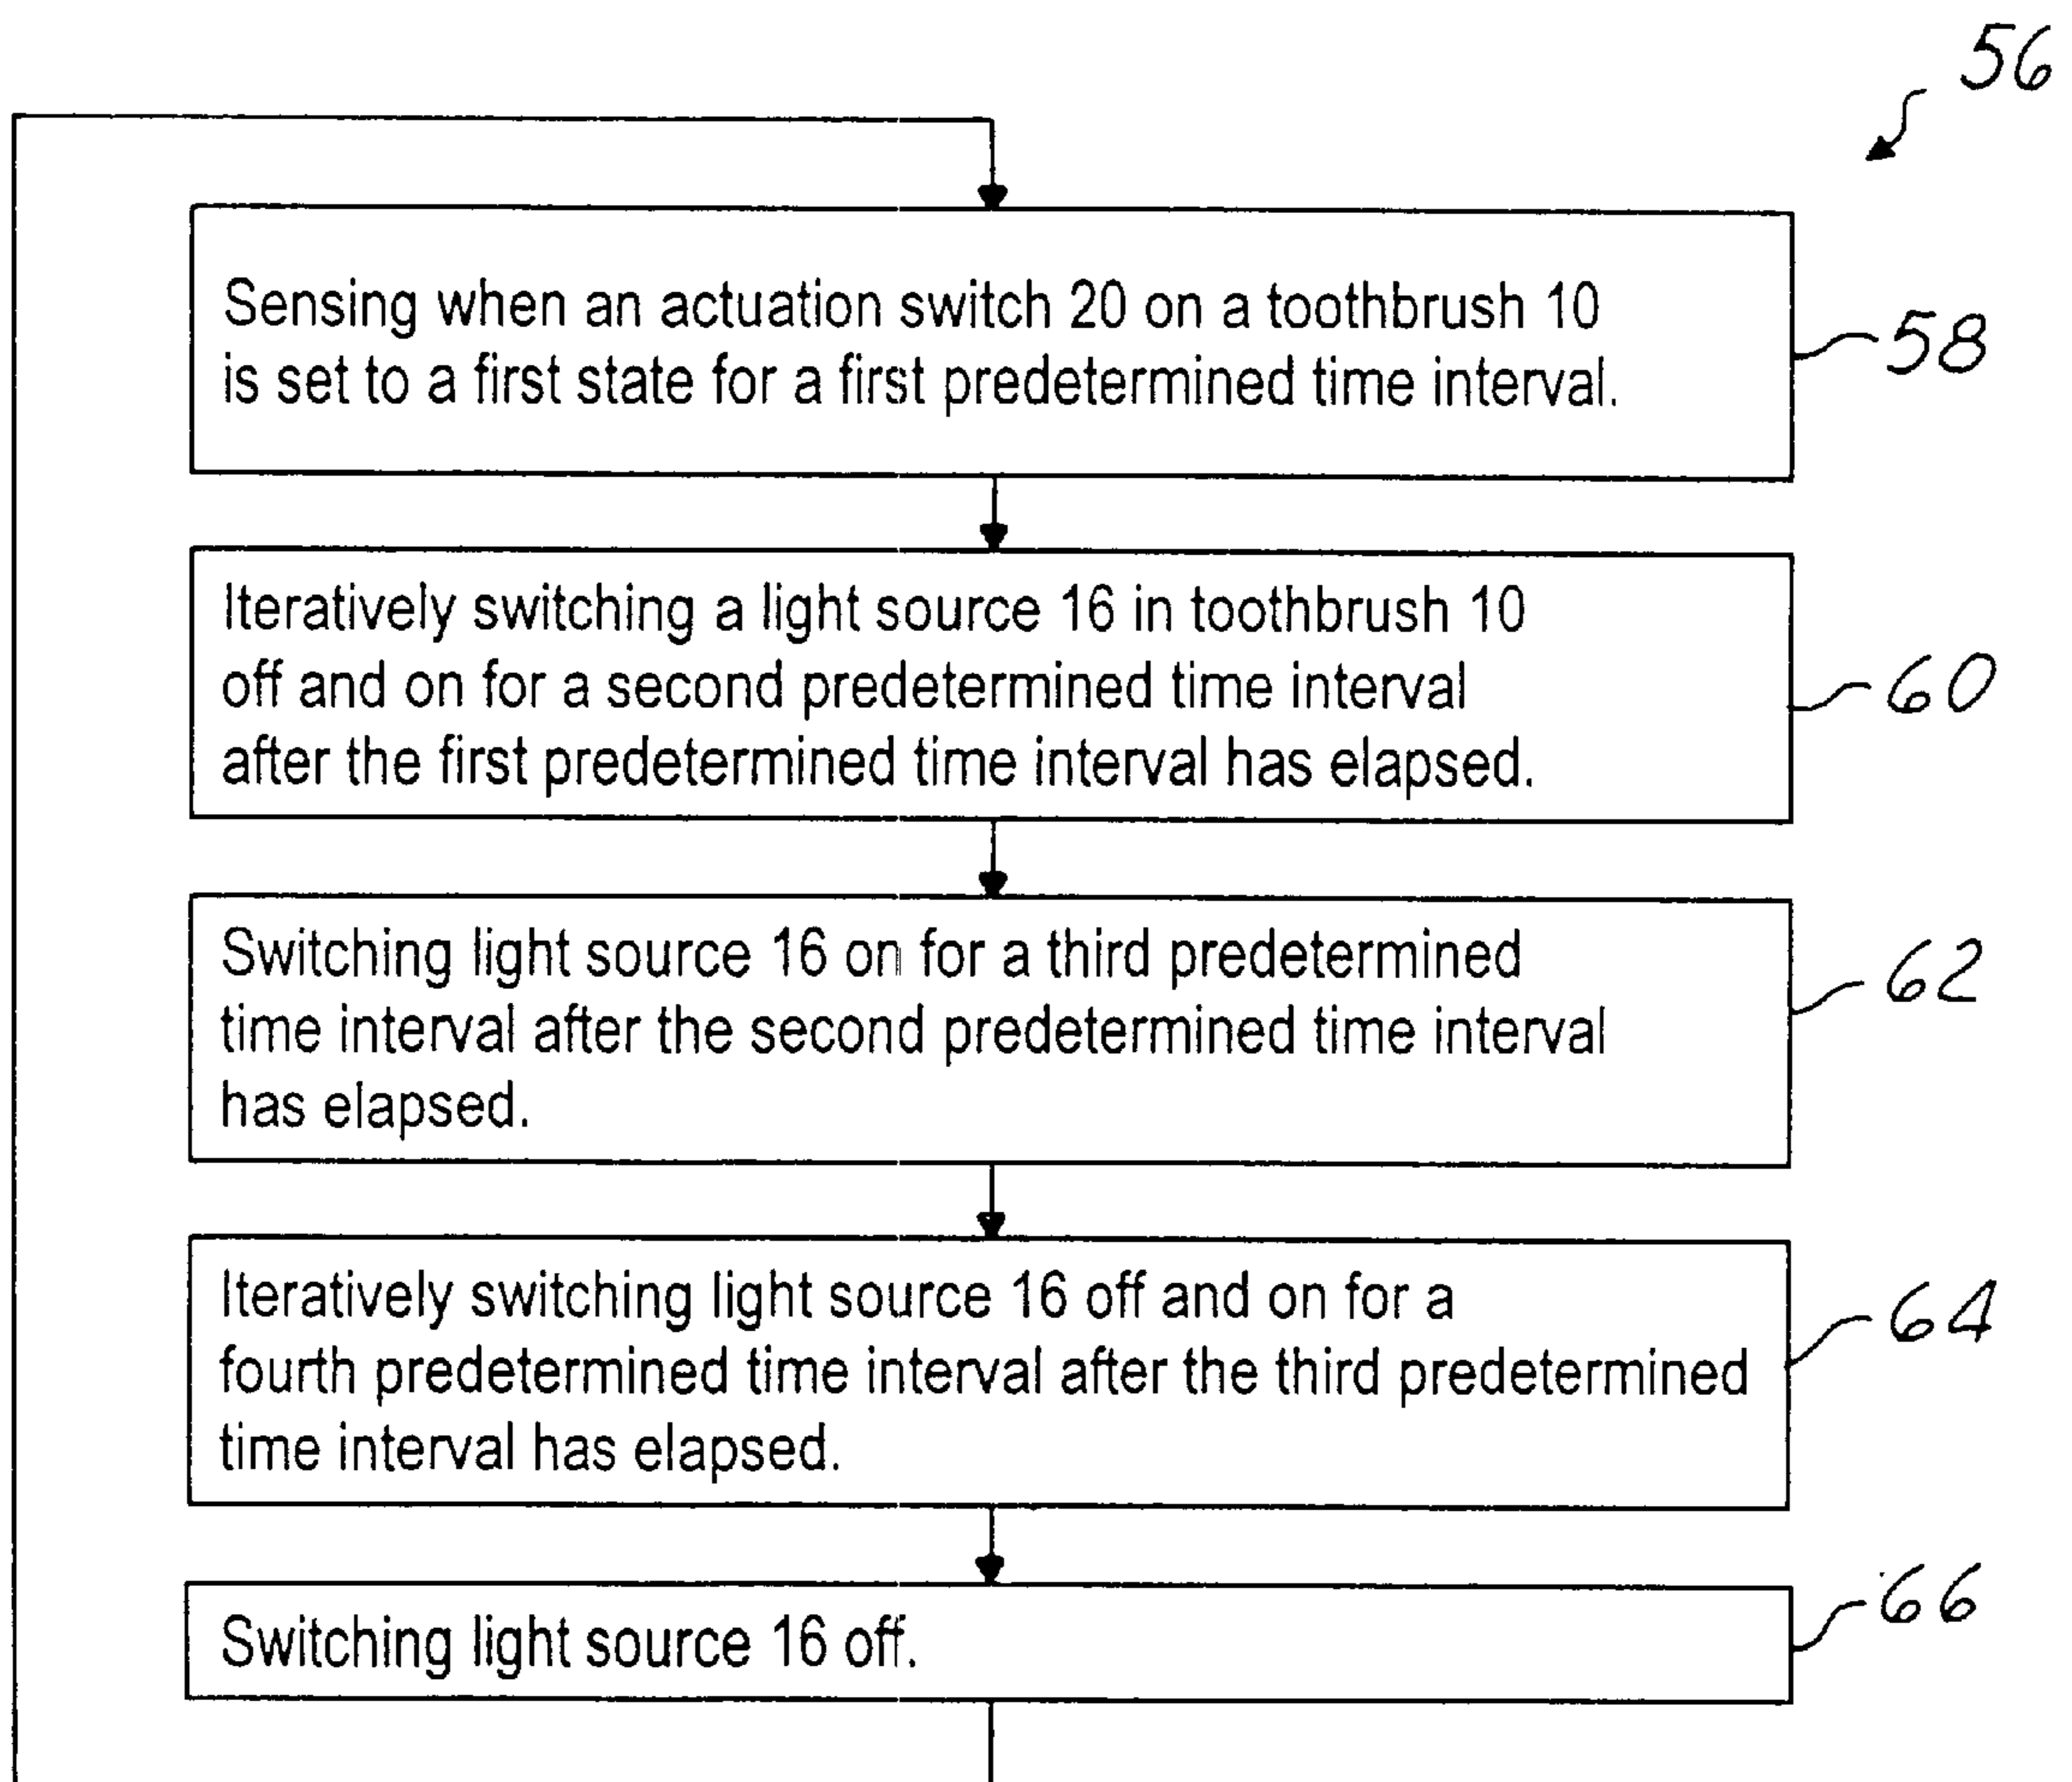 56
Sensing when an actuation switch 20 on a toothbrush 10
is set to a first state for a first predetermined time interval.
58
Iteratively switching a light source 16 in toothbrush 10
off and on for a second predetermined time interval
after the first predetermined time interval has elapsed.
60
Switching light source 16 on for a third predetermined
time interval after the second predetermined time interval
has elapsed.
62
Iteratively switching light source 16 off and on for a
fourth predetermined time interval after the third predetermined
time interval has elapsed.
64
Switching light source 16 off.
66